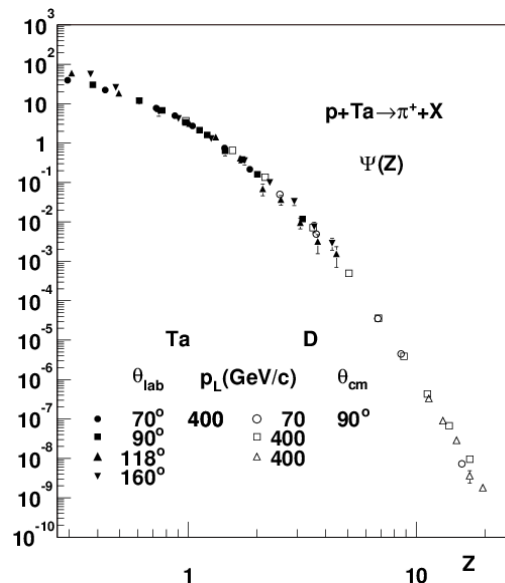 10³
p+Ta→π⁺+X
10²
10
Ψ(Z)
1
10⁻¹
10⁻²
10⁻³
10⁻⁴
10⁻⁵
Ta D
10⁻⁶
θlab pL(GeV/c) θcm
10⁻⁷
70° 400 70 90°
90° 400
10⁻⁸
118° 400
160°
10⁻⁹
10⁻¹⁰
1 10 Z